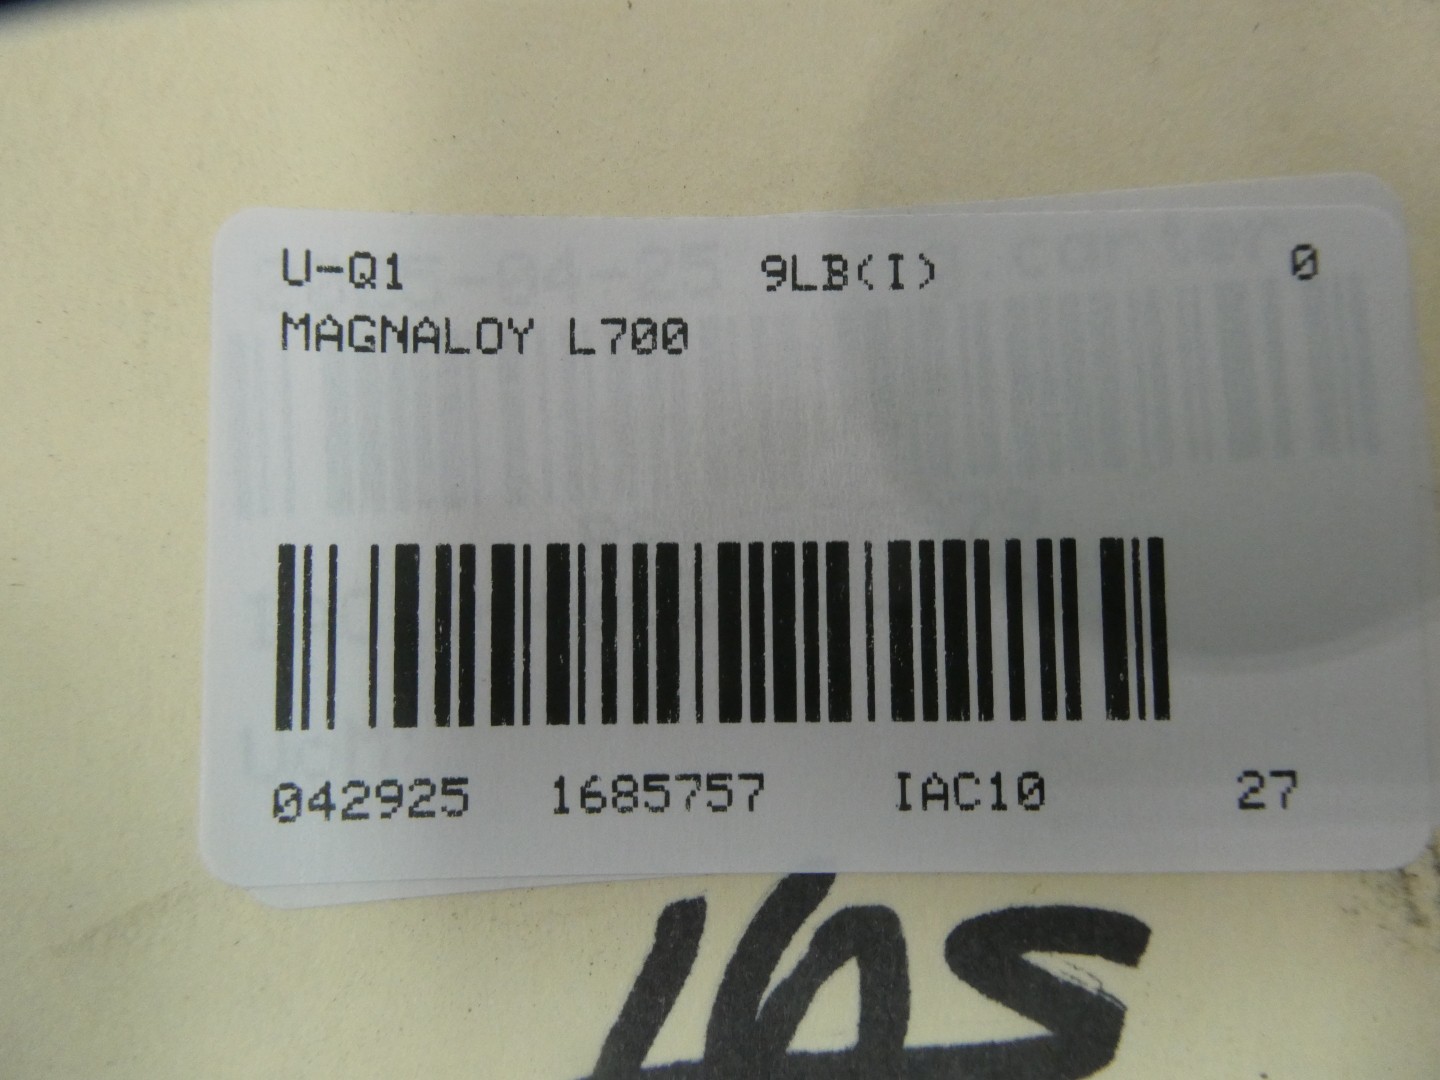 U-Q1 9LB(I) 0
MAGNALOY L700
042925 1685757 IAC10 27